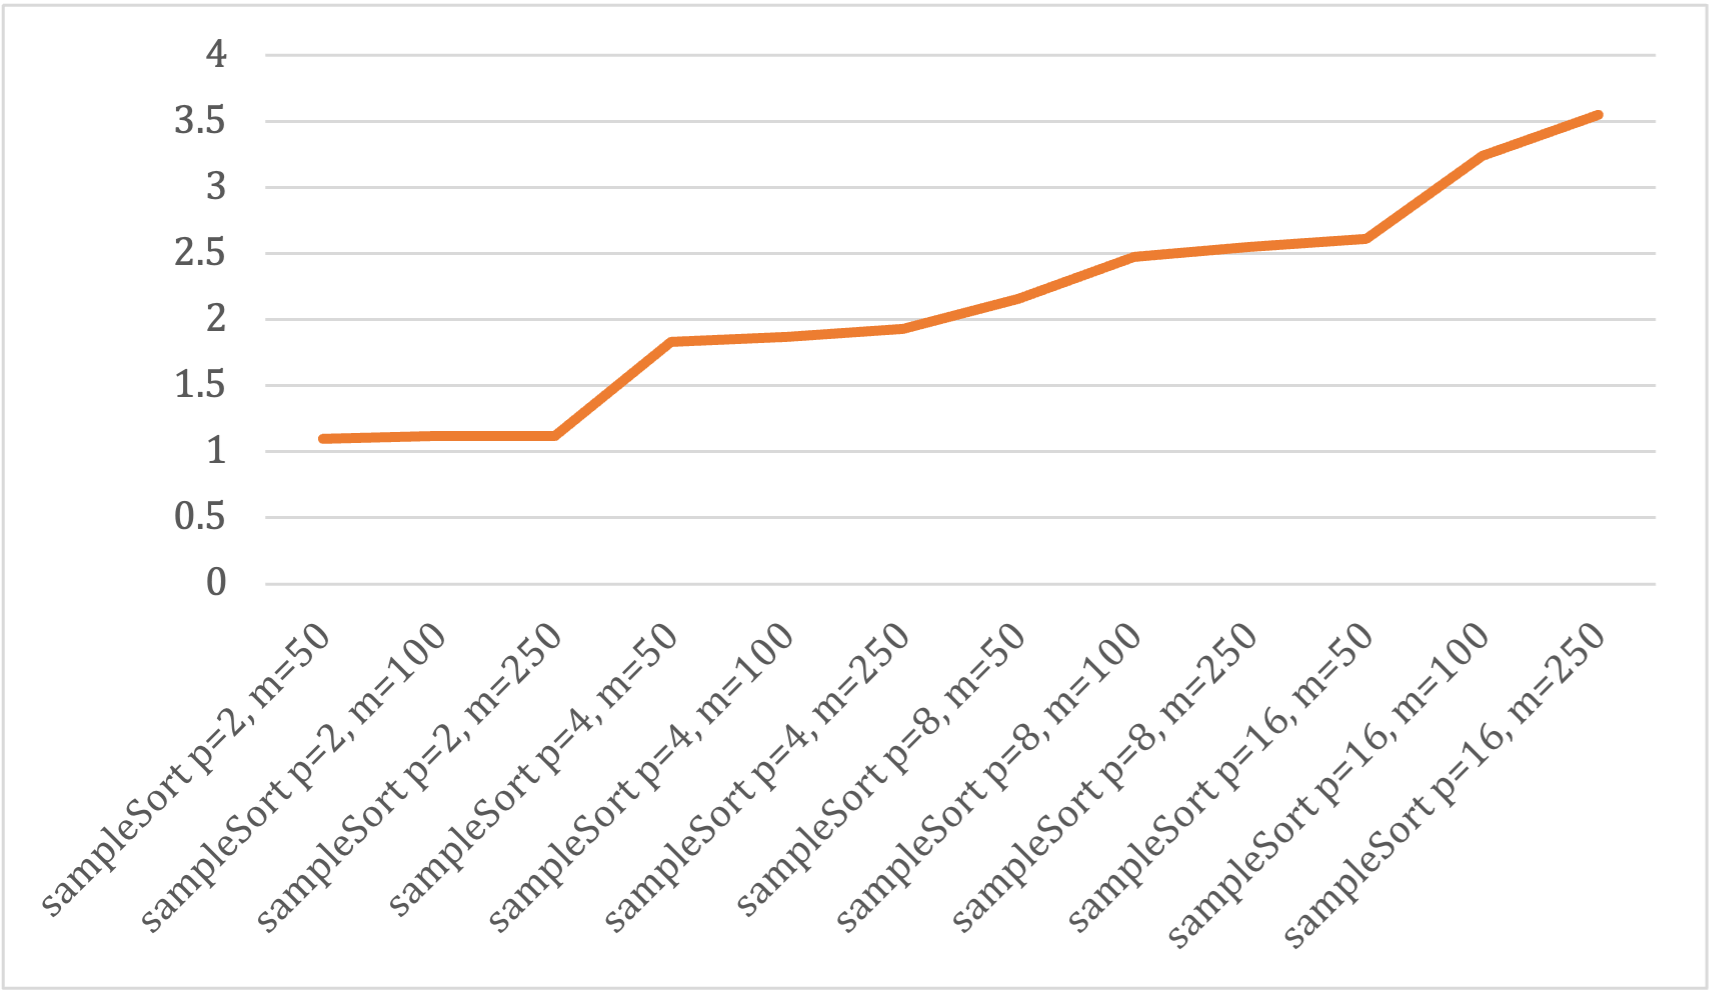 4
3.5
3
2.5
2
1.5
1
0.5
0
sampleSort p=2, m=50
sampleSort p=2, m=100
sampleSort p=2, m=250
sampleSort p=4, m=50
sampleSort p=4, m=100
sampleSort p=4, m=250
sampleSort p=8, m=50
sampleSort p=8, m=100
sampleSort p=8, m=250
sampleSort p=16, m=50
sampleSort p=16, m=100
sampleSort p=16, m=250